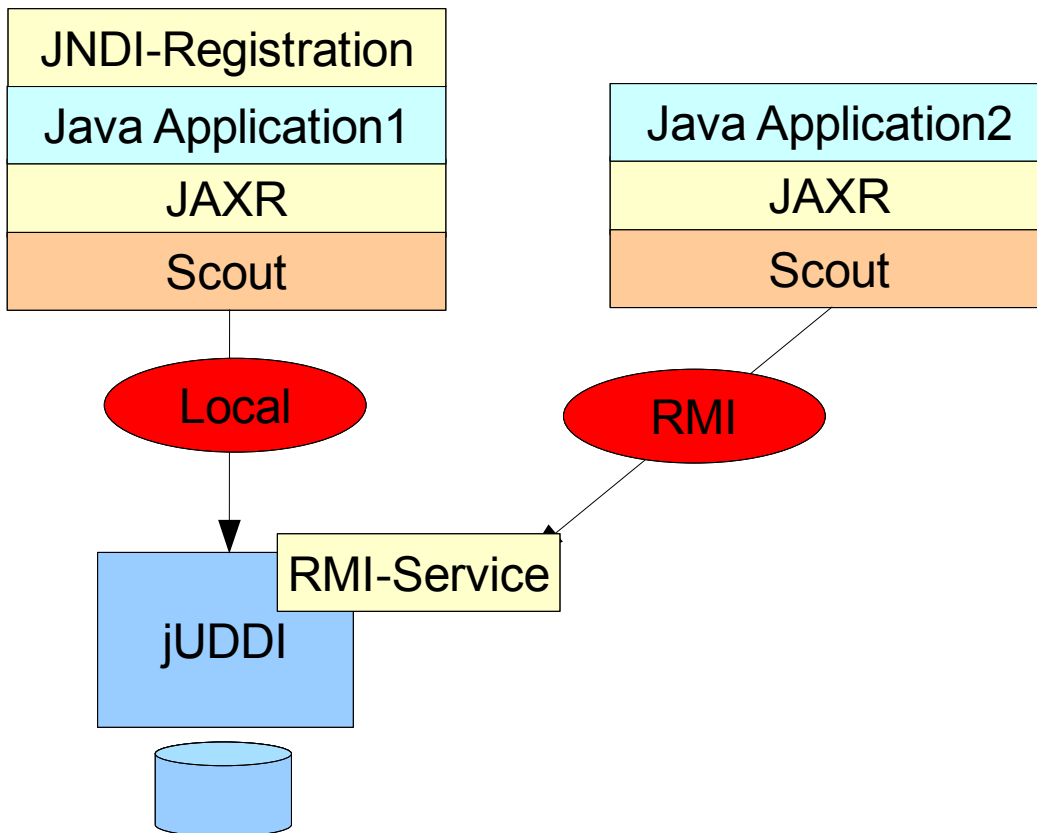 JNDI-Registration
Java Application1
JAXR
Scout
Java Application2
JAXR
Scout
Local
RMI
RMI-Service
jUDDI